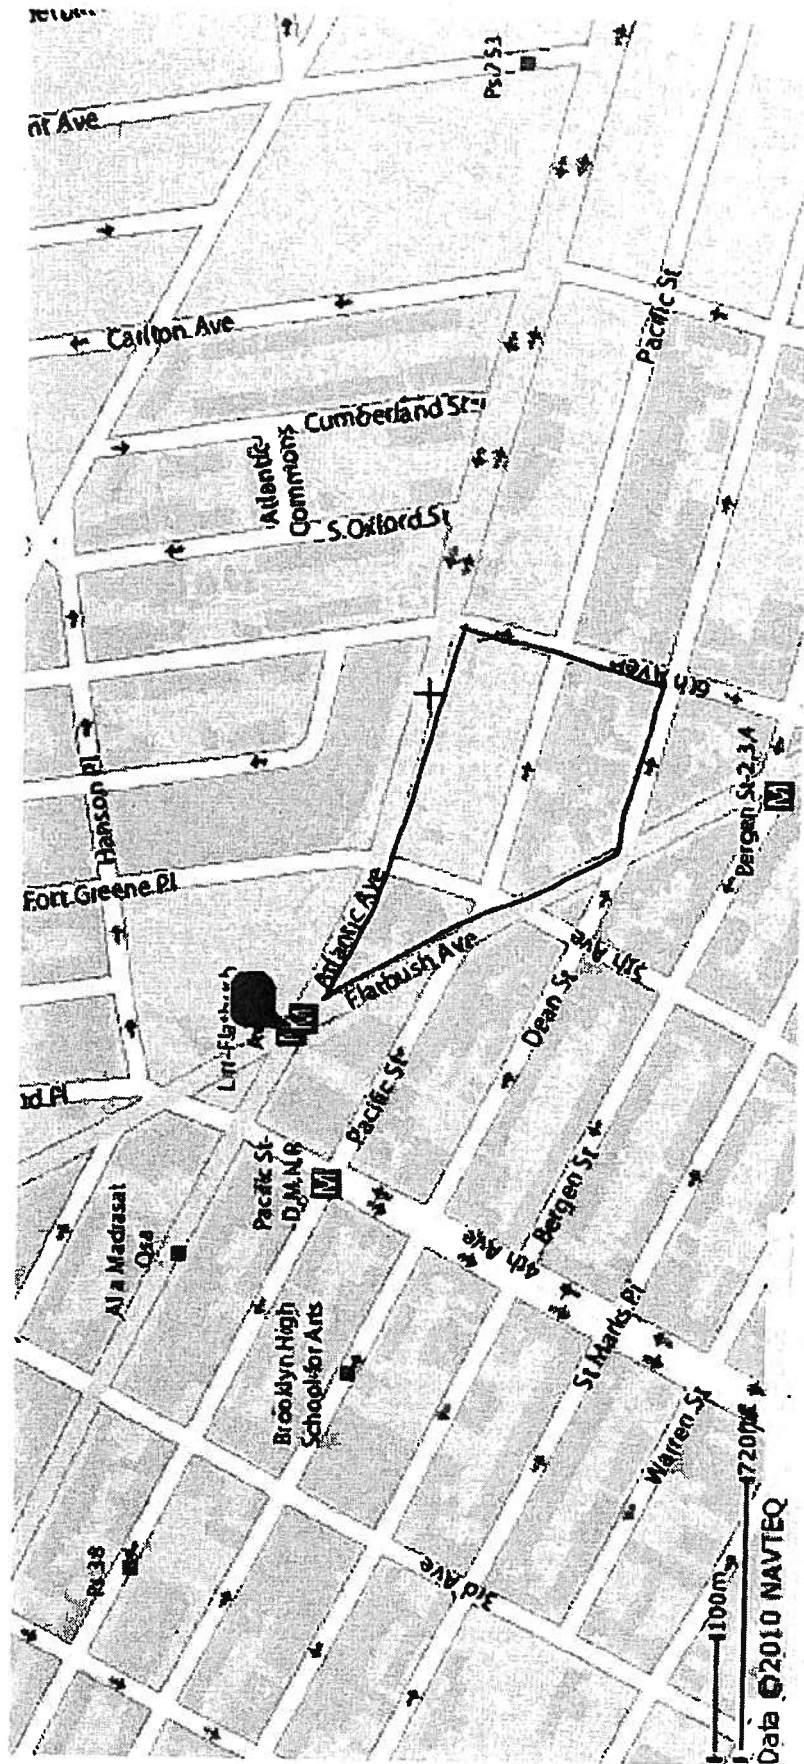 nt Ave
Ps 753
Carlton Ave
Pacific St
Cumberland St
Atlantic
Commons
S Oxford St
6th Ave
Hanson Pl
Bergen St-2,3,4
M
Fort Greene Pl
Atlantic Ave
Flatbush Ave
5th Ave
Dean St
M
Pacific St
Pacific St-
D,M,N,R
M
4th Ave
Bergen St
Al a Madrasat
Brooklyn High
School for Arts
St Marks Pl
Warren St
3rd Ave
Ps 38
100m
720ft
Data ©2010 NAVTEQ